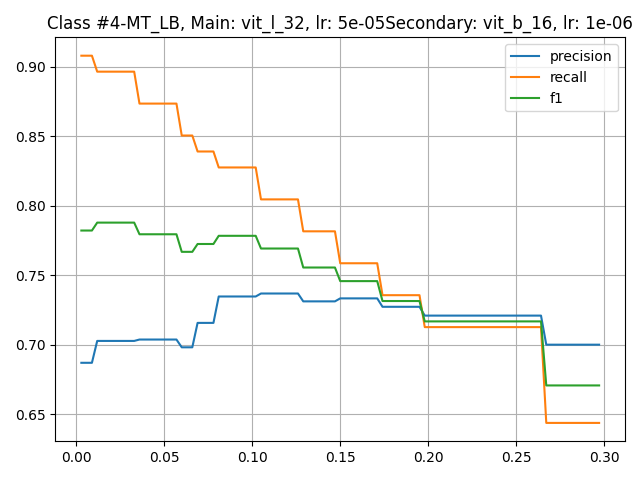 Class #4-MT_LB, Main: vit_l_32, lr: 5e-05Secondary: vit_b_16, lr: 1e-06
precision
recall
f1
0.90
0.85
0.80
0.75
0.70
0.65
0.00 0.05 0.10 0.15 0.20 0.25 0.30